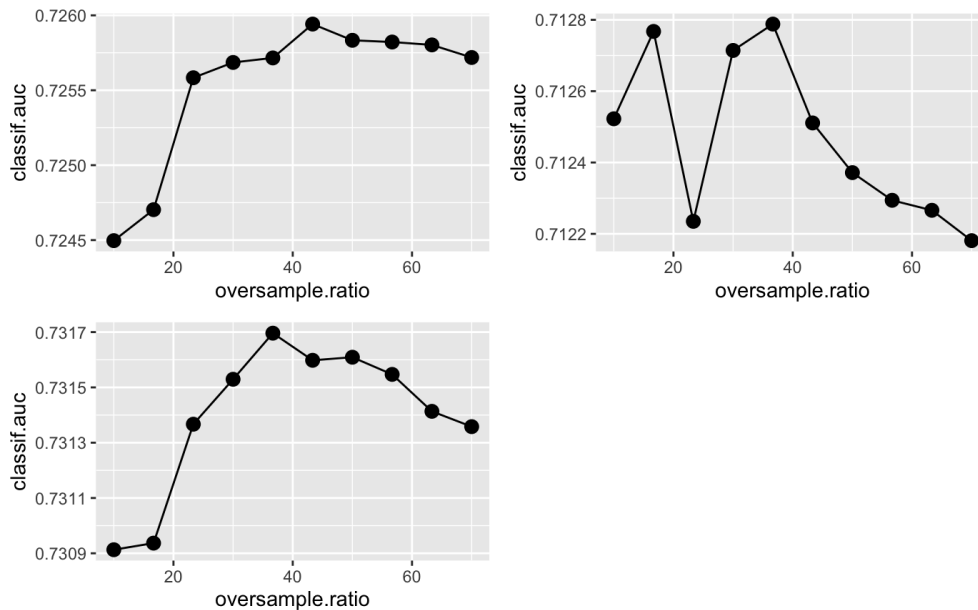 classif.auc
0.7260
0.7255
0.7250
0.7245
20 40 60
oversample.ratio
classif.auc
0.7128
0.7126
0.7124
0.7122
20 40 60
oversample.ratio
classif.auc
0.7317
0.7315
0.7313
0.7311
0.7309
20 40 60
oversample.ratio